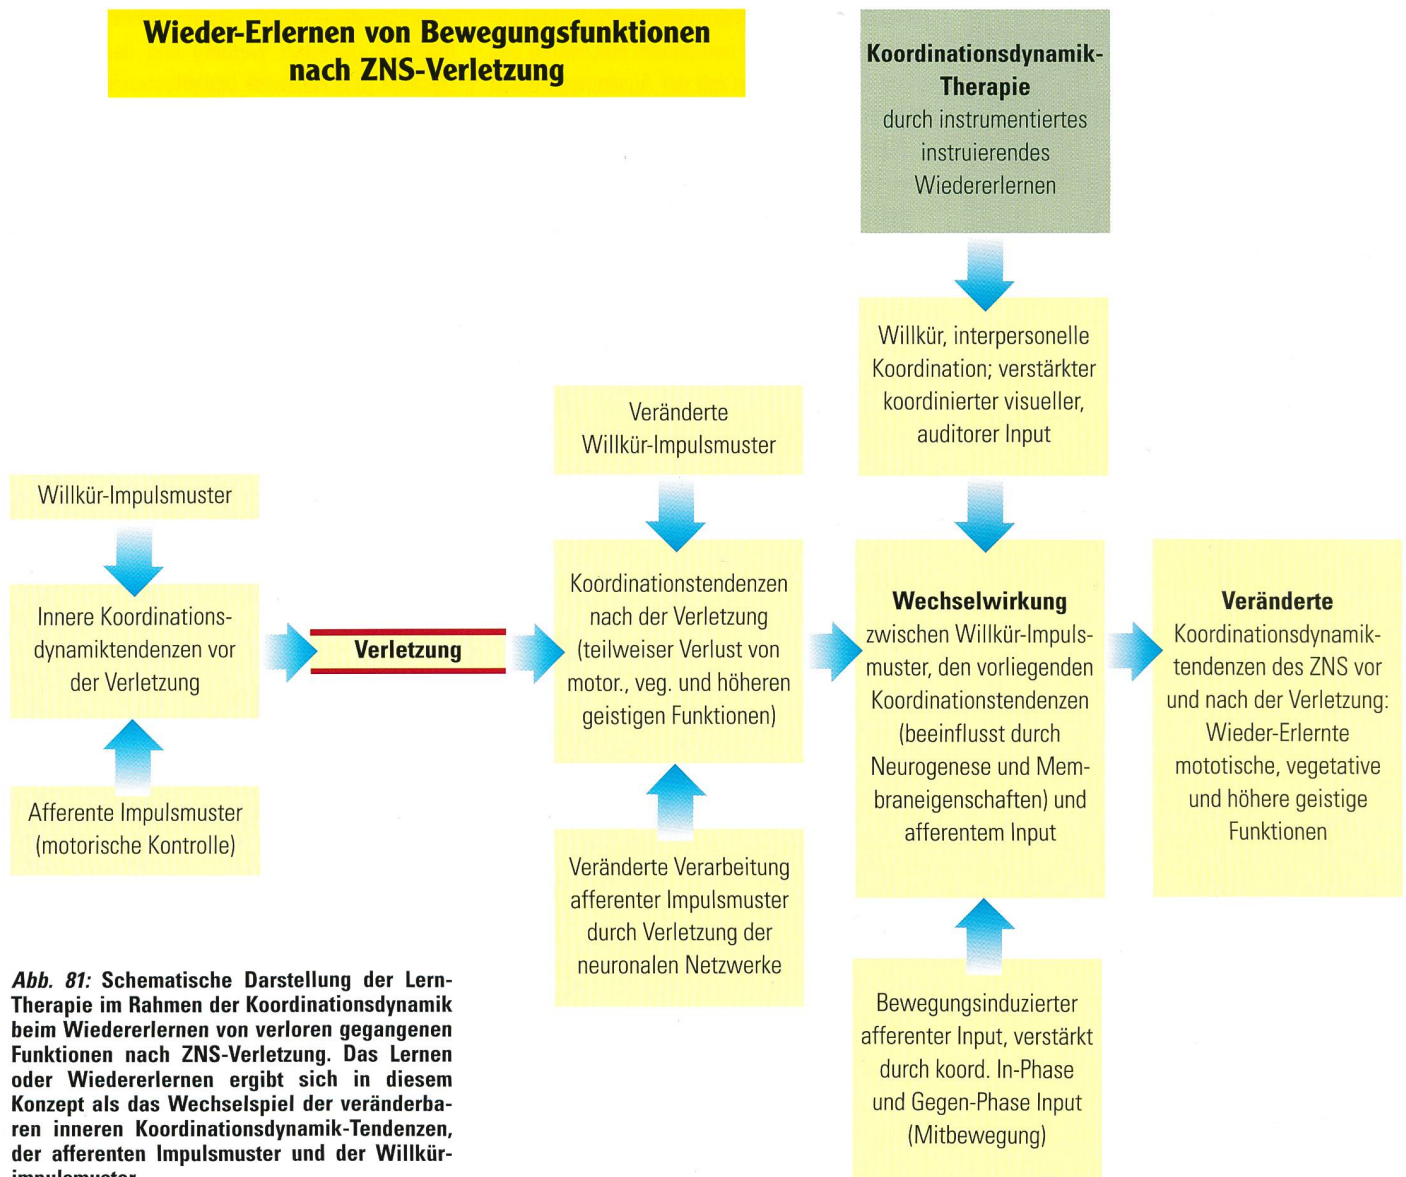 Wieder-Erlernen von Bewegungsfunktionen
nach ZNS-Verletzung
Koordinationsdynamik-
Therapie
durch instrumentiertes
instruierendes
Wiedererlernen
Willkür, interpersonelle
Koordination; verstärkter
koordinierter visueller,
auditorer Input
Veränderte
Willkür-Impulsmuster
Willkür-Impulsmuster
Innere Koordinations-
dynamiktendenzen vor
der Verletzung
Afferente Impulsmuster
(motorische Kontrolle)
Verletzung
Koordinationstendenzen
nach der Verletzung
(teilweiser Verlust von
motor., veg. und höheren
geistigen Funktionen)
Veränderte Verarbeitung
afferenter Impulsmuster
durch Verletzung der
neuronalen Netzwerke
Wechselwirkung
zwischen Willkür-Impuls-
muster, den vorliegenden
Koordinationstendenzen
(beeinflusst durch
Neurogenese und Mem-
braneigenschaften) und
afferentem Input
Bewegungsinduzierter
afferenter Input, verstärkt
durch koord. In-Phase
und Gegen-Phase Input
(Mitbewegung)
Veränderte
Koordinationsdynamik-
tendenzen des ZNS vor
und nach der Verletzung:
Wieder-Erlernte
mototische, vegetative
und höhere geistige
Funktionen
Abb. 81: Schematische Darstellung der Lern-
Therapie im Rahmen der Koordinationsdynamik
beim Wiedererlernen von verloren gegangenen
Funktionen nach ZNS-Verletzung. Das Lernen
oder Wiedererlernen ergibt sich in diesem
Konzept als das Wechselspiel der veränderba-
ren inneren Koordinationsdynamik-Tendenzen,
der afferenten Impulsmuster und der Willkür-
impulsmuster